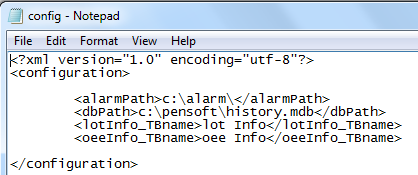 config - Notepad
File Edit Format View Help
<?xml version="1.0" encoding="utf-8"?>
<configuration>
<alarmPath>c:\alarm\</alarmPath>
<dbPath>c:\pensoft\history.mdb</dbPath>
<lotInfo_TBname>lot Info</lotInfo_TBname>
<oeeInfo_TBname>oee Info</oeeInfo_TBname>
</configuration>